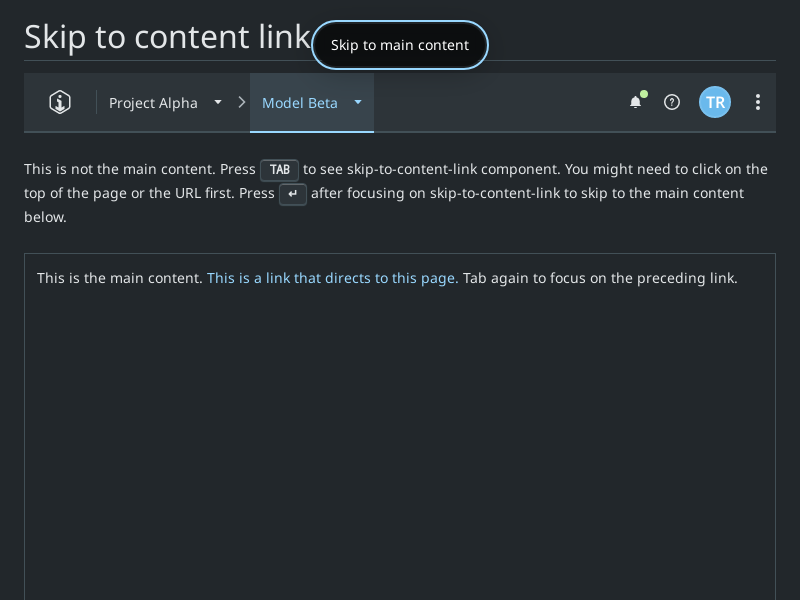 Skip to content link
Skip to main content
Project Alpha
Model Beta
TR
This is not the main content. Press TAB to see skip-to-content-link component. You might need to click on the
top of the page or the URL first. Press ↵ after focusing on skip-to-content-link to skip to the main content
below.
This is the main content. This is a link that directs to this page. Tab again to focus on the preceding link.